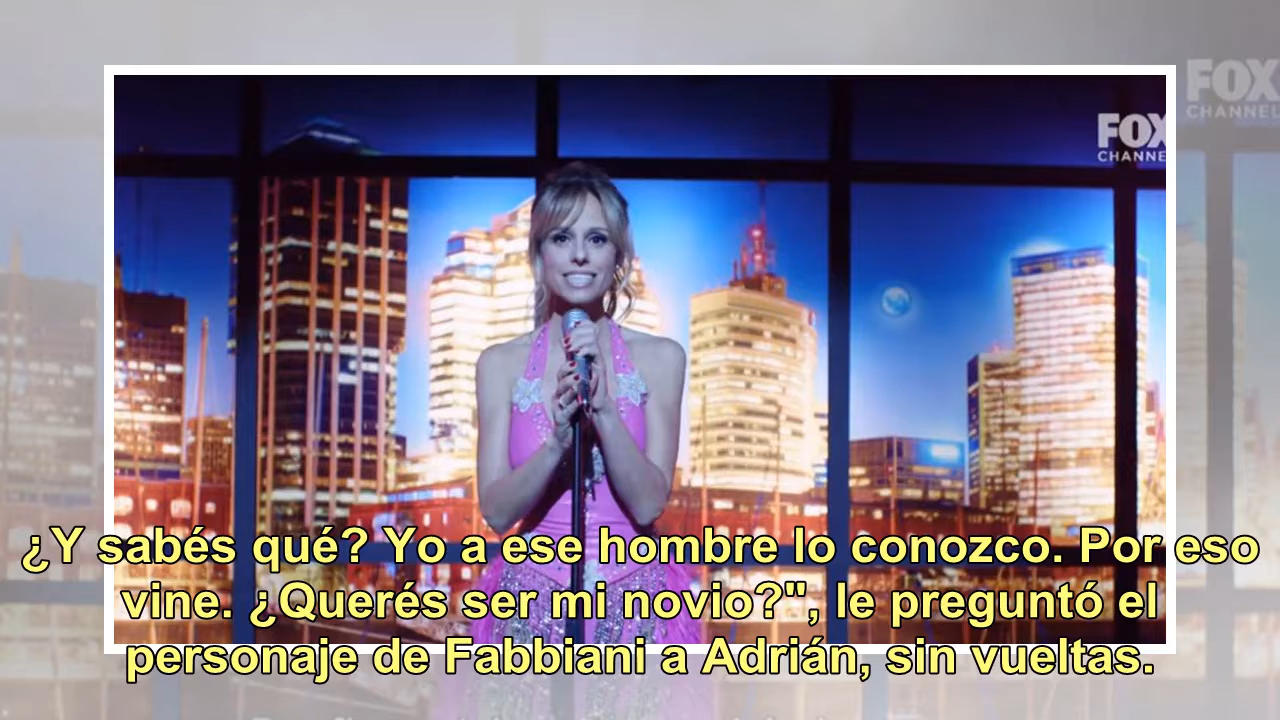 FOX
CHANNEL
FOX
CHANNE
¿Y sabés qué? Yo a ese hombre lo conozco. Por eso
vine. ¿Querés ser mi novio?", le preguntó el
personaje de Fabbiani a Adrián, sin vueltas.